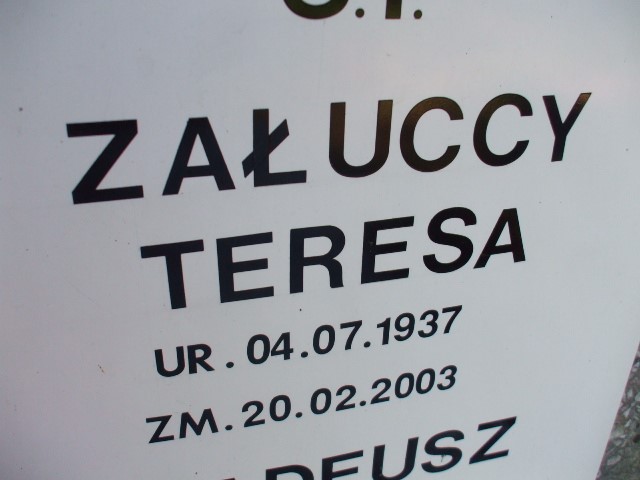 ZAŁUCCY
TERESA
UR. 04.07.1937
ZM. 20.02.2003